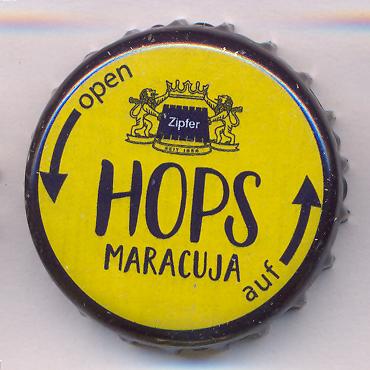 open
Zipfer
SEIT 1858
HOPS
MARACUJA
auf